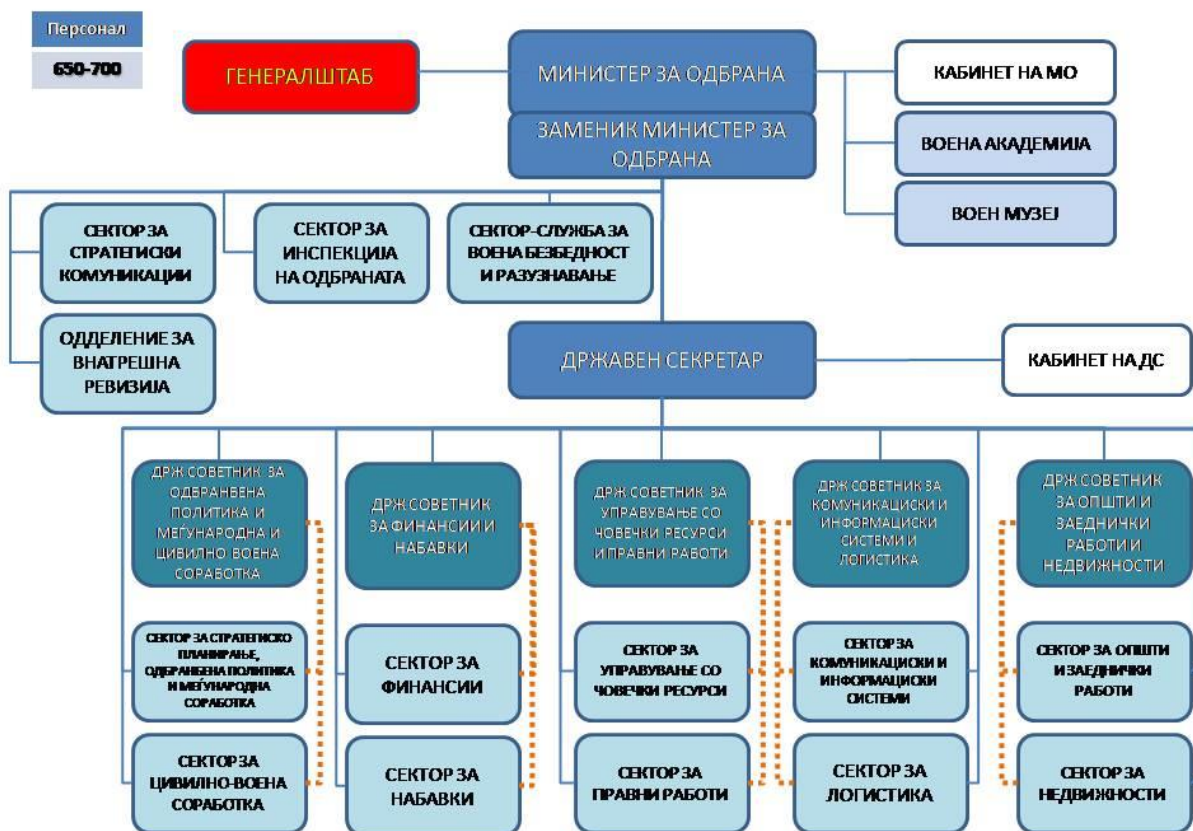 Персонал
650-700
ГЕНЕРАЛШТАБ
МИНИСТЕР ЗА ОДБРАНА
ЗАМЕНИК МИНИСТЕР ЗА
ОДБРАНА
КАБИНЕТ НА МО
ВОЕНА АКАДЕМИЈА
ВОЕН МУЗЕЈ
СЕКТОР ЗА
СТРАТЕГИСКИ
КОМУНИКАЦИИ
СЕКТОР ЗА
ИНСПЕКЦИЈА
НА ОДБРАНАТА
СЕКТОР-СЛУЖБА ЗА
ВОЕНА БЕЗБЕДНОСТ
И РАЗУЗНАВАЊЕ
ОДДЕЛЕНИЕ ЗА
ВНАТРЕШНА
РЕВИЗИЈА
ДРЖАВЕН СЕКРЕТАР
КАБИНЕТ НА ДС
ДРЖ СОВЕТНИК ЗА
ОДБРАНБЕНА
ПОЛИТИКА И
МЕЃУНАРОДНА И
ЦИВИЛНО ВОЕНА
СОРАБОТКА
ДРЖ СОВЕТНИК
ЗА ФИНАНСИИ И
НАБАВКИ
ДРЖ СОВЕТНИК ЗА
УПРАВУВАЊЕ СО
ЧОВЕЧКИ РЕСУРСИ
И ПРАВНИ РАБОТИ
ДРЖ СОВЕТНИК ЗА
КОМУНИКАЦИСКИ И
ИНФОРМАЦИСКИ
СИСТЕМИ И
ЛОГИСТИКА
ДРЖ СОВЕТНИК
ЗА ОПШТИ И
ЗАЕДНИЧКИ
РАБОТИ И
НЕДВИЖНОСТИ
СЕКТОР ЗА СТРАТЕГИСКО
ПЛАНИРАЊЕ,
ОДБРАНБЕНА ПОЛИТИКА
И МЕЃУНАРОДНА
СОРАБОТКА
СЕКТОР ЗА
ФИНАНСИИ
СЕКТОР ЗА
УПРАВУВАЊЕ СО
ЧОВЕЧКИ РЕСУРСИ
СЕКТОР ЗА
КОМУНИКАЦИСКИ И
ИНФОРМАЦИСКИ
СИСТЕМИ
СЕКТОР ЗА ОПШТИ
И ЗАЕДНИЧКИ
РАБОТИ
СЕКТОР ЗА
ЦИВИЛНО-ВОЕНА
СОРАБОТКА
СЕКТОР ЗА
НАБАВКИ
СЕКТОР ЗА
ПРАВНИ РАБОТИ
СЕКТОР ЗА
ЛОГИСТИКА
СЕКТОР ЗА
НЕДВИЖНОСТИ